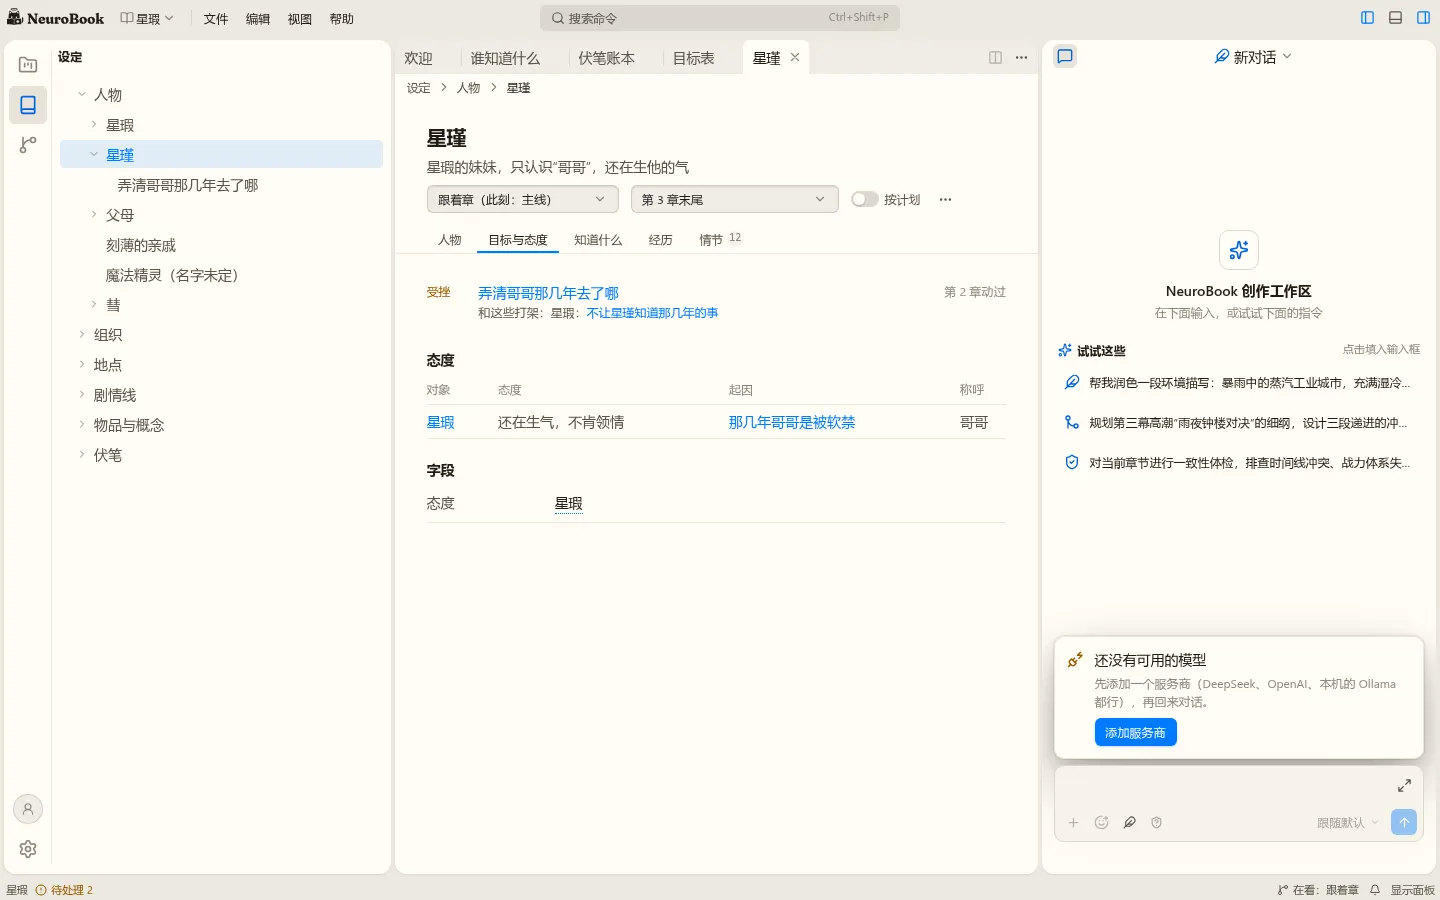 NeuroBook
星瑕
文件
编辑
视图
帮助
搜索命令
Ctrl+Shift+P
设定
人物
星瑕
星瑾
弄清哥哥那几年去了哪
父母
刻薄的亲戚
魔法精灵（名字未定）
彗
组织
地点
剧情线
物品与概念
伏笔
欢迎
谁知道什么
伏笔账本
目标表
星瑾
设定 > 人物 > 星瑾
星瑾
星瑕的妹妹，只认识“哥哥”，还在生他的气
跟着章（此刻：主线）
第 3 章末尾
按计划
人物
目标与态度
知道什么
经历
情节 12
受挫
弄清哥哥那几年去了哪
第 2 章动过
和这些打架：星瑕：不让星瑾知道那几年的事
态度
对象 态度 起因 称呼
星瑕 还在生气，不肯领情 那几年哥哥是被软禁 哥哥
字段
态度 星瑕
新对话
NeuroBook 创作工作区
在下面输入，或试试下面的指令
试试这些
点击填入输入框
帮我润色一段环境描写：暴雨中的蒸汽工业城市，充满湿冷...
规划第三幕高潮“雨夜钟楼对决”的细纲，设计三段递进的冲...
对当前章节进行一致性体检，排查时间线冲突、战力体系失...
还没有可用的模型
先添加一个服务商（DeepSeek、OpenAI、本机的 Ollama
都行），再回来对话。
添加服务商
跟随默认
星瑕
待处理 2
在看：跟着章
显示面板